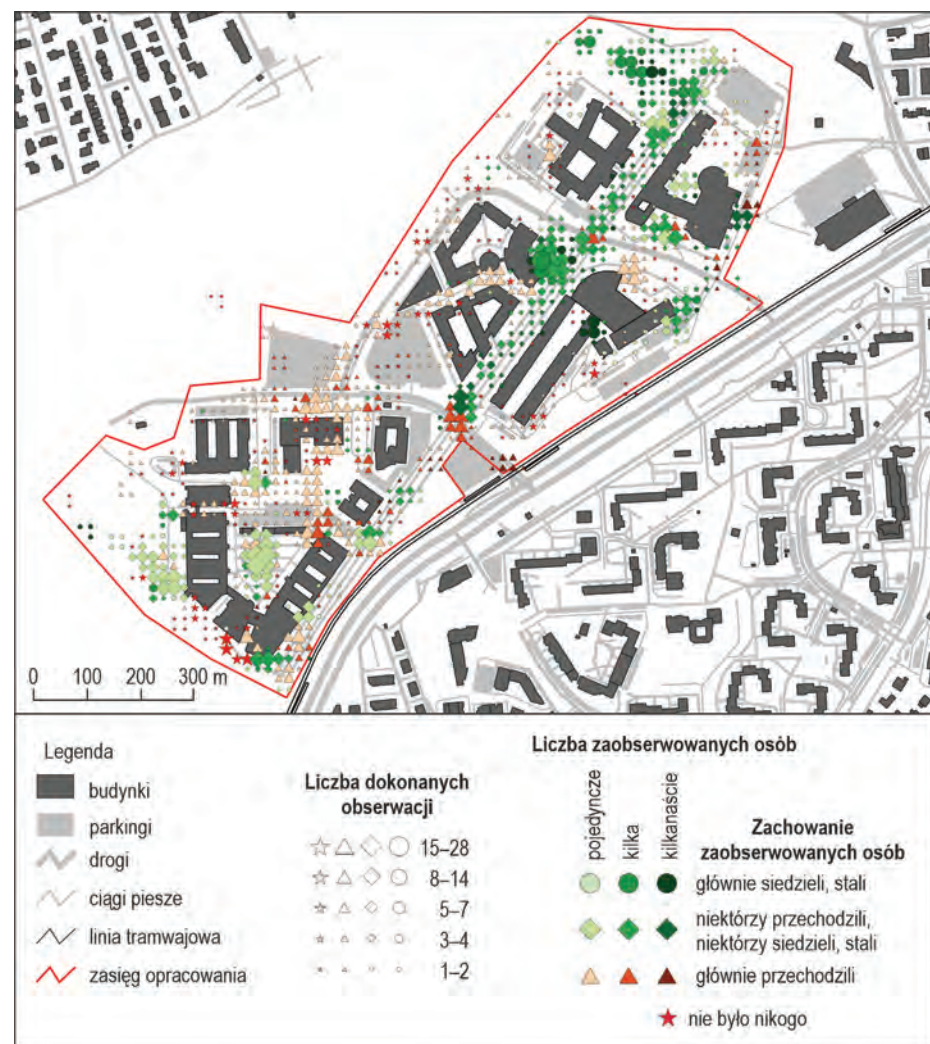 0 100 200 300 m
Legenda
budynki
parkingi
drogi
ciągi piesze
linia tramwajowa
zasięg opracowania
Liczba dokonanych
obserwacji
15–28
8–14
5–7
3–4
1–2
Liczba zaobserwowanych osób
pojedyncze
kilka
kilkanaście
Zachowanie
zaobserwowanych osób
głównie siedzieli, stali
niektórzy przechodzili,
niektórzy siedzieli, stali
głównie przechodzili
nie było nikogo